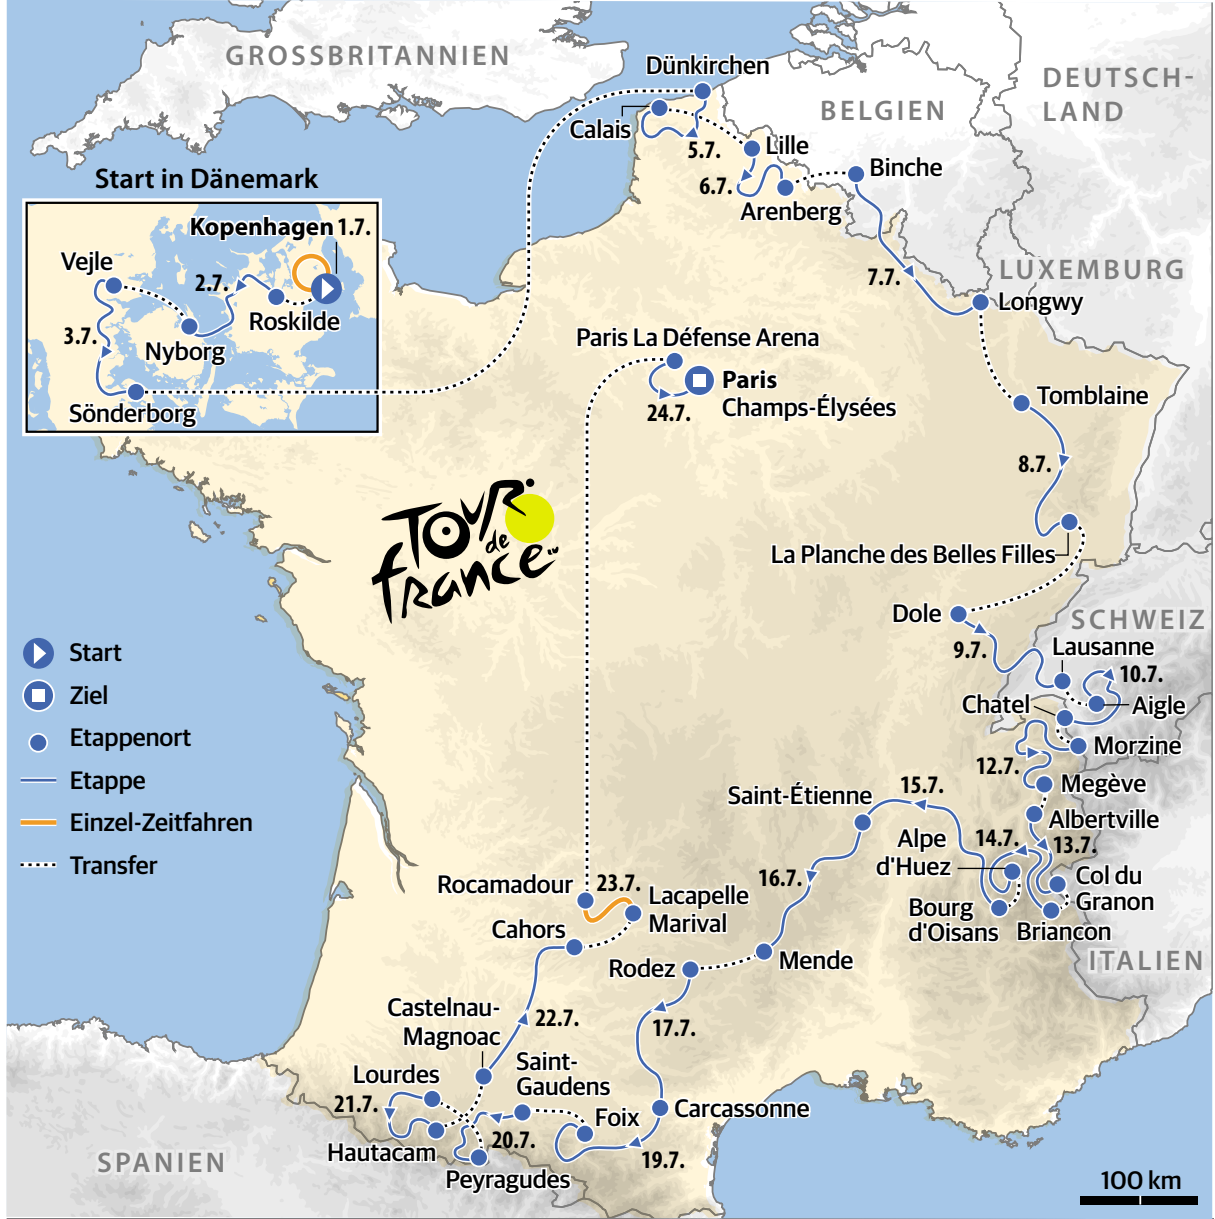 GROSSBRITANNIEN
Dünkirchen
DEUTSCH-
LAND
BELGIEN
Calais
5.7.
Lille
6.7.
Arenberg
Binche
7.7.
LUXEMBURG
Longwy
Start in Dänemark
Kopenhagen 1.7.
Vejle
2.7.
Roskilde
3.7.
Nyborg
Sönderborg
Paris La Défense Arena
Paris
Champs-Élysées
24.7.
Tomblaine
8.7.
La Planche des Belles Filles
TOUR
de
france
Dole
9.7.
SCHWEIZ
Lausanne
10.7.
Chatel
Aigle
Morzine
12.7.
Megève
Albertville
13.7.
14.7.
Alpe
d'Huez
Col du
Granon
Bourg
d'Oisans
Briancon
ITALIEN
15.7.
Saint-Étienne
16.7.
Mende
Start
Ziel
Etappenort
Etappe
Einzel-Zeitfahren
Transfer
Rocamadour
23.7.
Lacapelle
Marival
Cahors
Rodez
17.7.
Castelnau-
Magnoac
22.7.
Saint-
Gaudens
Lourdes
21.7.
Foix
Carcassonne
20.7.
19.7.
Hautacam
Peyragudes
SPANIEN
100 km